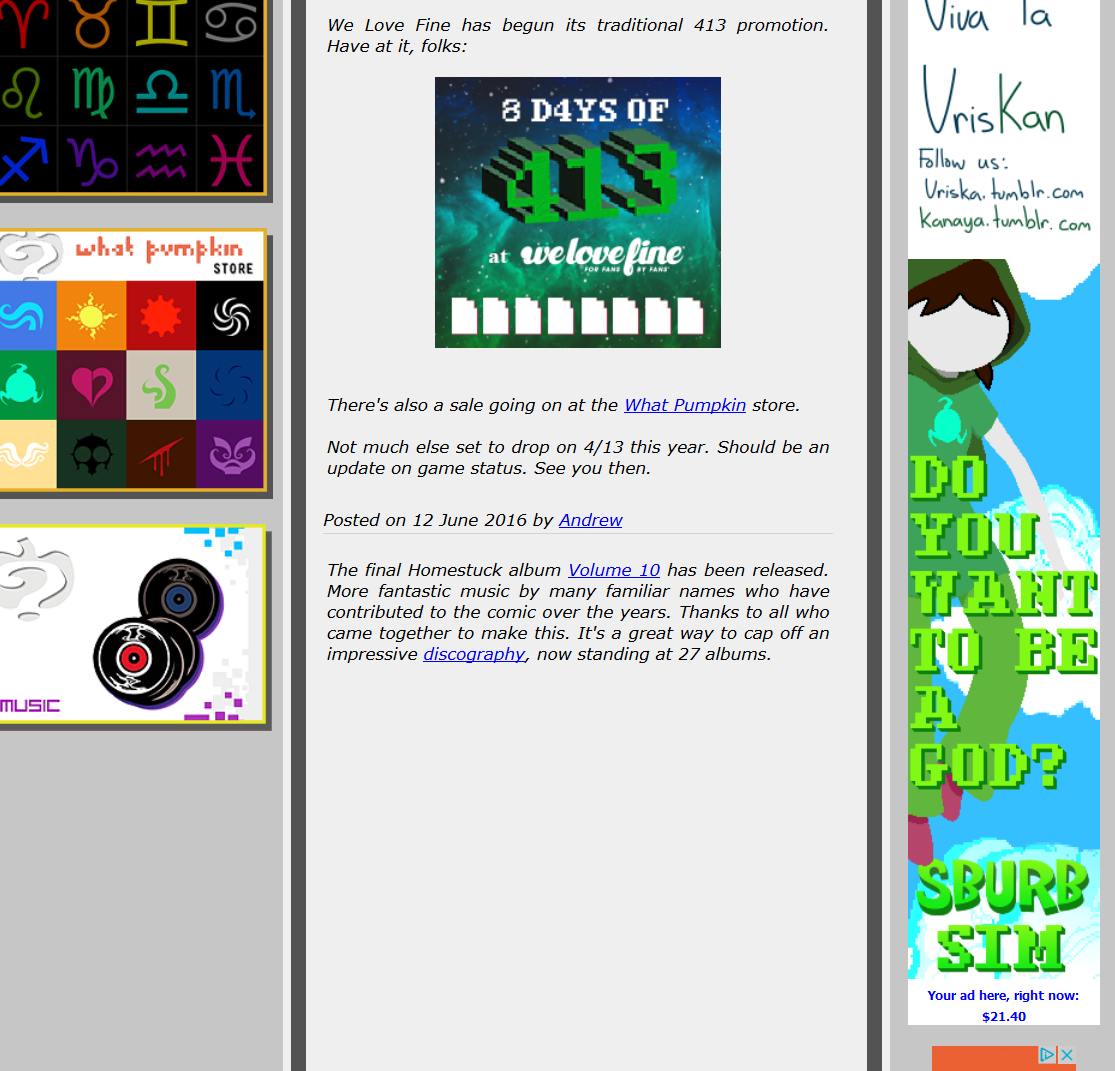 what pumpkin
STORE
MUSIC
We Love Fine has begun its traditional 413 promotion.
Have at it, folks:
8 D4YS OF
413
at welovefine
FOR FANS BY FANS
There's also a sale going on at the What Pumpkin store.
Not much else set to drop on 4/13 this year. Should be an
update on game status. See you then.
Posted on 12 June 2016 by Andrew
The final Homestuck album Volume 10 has been released.
More fantastic music by many familiar names who have
contributed to the comic over the years. Thanks to all who
came together to make this. It's a great way to cap off an
impressive discography, now standing at 27 albums.
Viva la
VrisKan
Follow us:
Vriska.tumblr.com
Kanaya.tumblr.com
DO
YOU
WANT
TO BE
A
GOD?
SBURB
SIM
Your ad here, right now:
$21.40